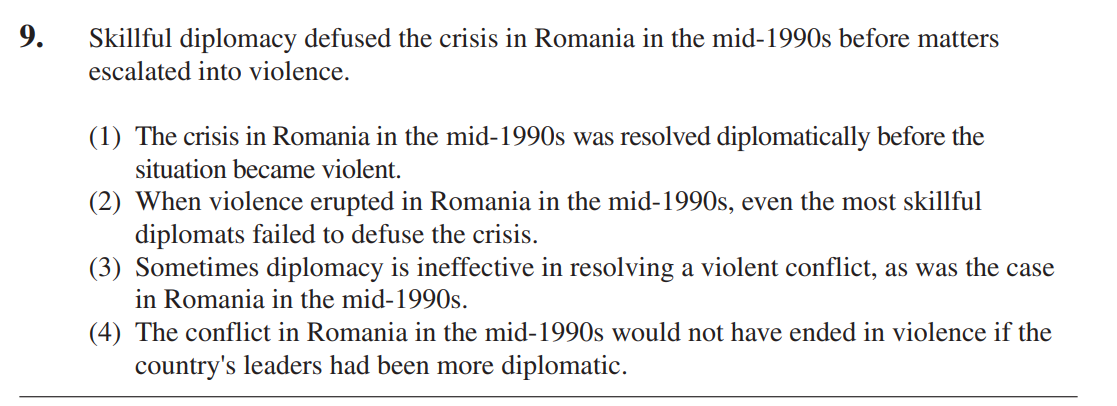 9. Skillful diplomacy defused the crisis in Romania in the mid-1990s before matters
escalated into violence.
(1) The crisis in Romania in the mid-1990s was resolved diplomatically before the
situation became violent.
(2) When violence erupted in Romania in the mid-1990s, even the most skillful
diplomats failed to defuse the crisis.
(3) Sometimes diplomacy is ineffective in resolving a violent conflict, as was the case
in Romania in the mid-1990s.
(4) The conflict in Romania in the mid-1990s would not have ended in violence if the
country's leaders had been more diplomatic.